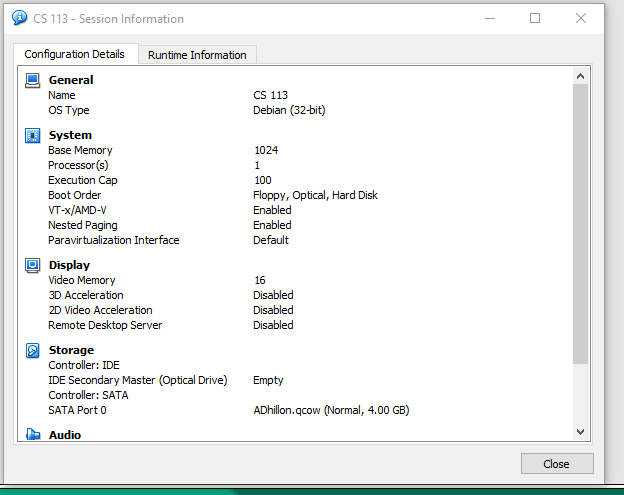 CS 113 - Session Information
Configuration Details Runtime Information
General
Name CS 113
OS Type Debian (32-bit)
System
Base Memory 1024
Processor(s) 1
Execution Cap 100
Boot Order Floppy, Optical, Hard Disk
VT-x/AMD-V Enabled
Nested Paging Enabled
Paravirtualization Interface Default
Display
Video Memory 16
3D Acceleration Disabled
2D Video Acceleration Disabled
Remote Desktop Server Disabled
Storage
Controller: IDE
IDE Secondary Master (Optical Drive) Empty
Controller: SATA
SATA Port 0 ADhillon.qcow (Normal, 4.00 GB)
Audio
Close